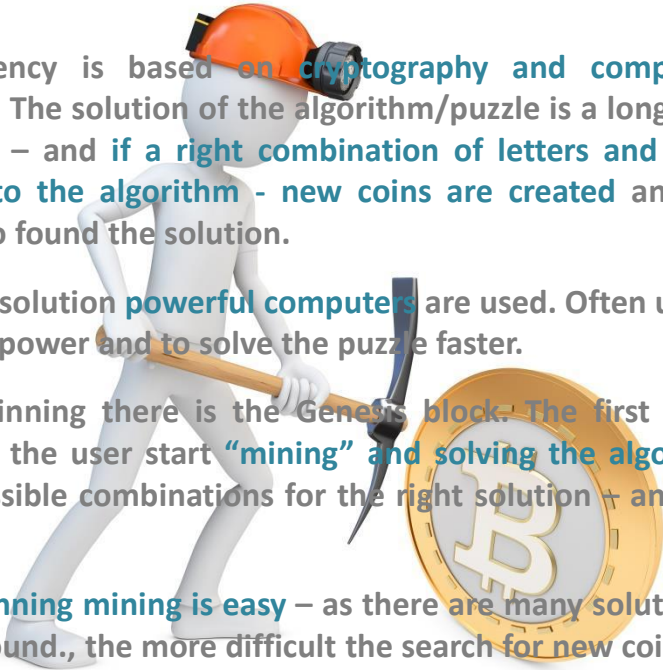 ency is based on cryptography and comp
The solution of the algorithm/puzzle is a long
– and if a right combination of letters and
to the algorithm - new coins are created an
o found the solution.
solution powerful computers are used. Often u
power and to solve the puzzle faster.
inning there is the Genesis block. The first
the user start “mining” and solving the algo
ssible combinations for the right solution – an
nning mining is easy – as there are many solut
ound., the more difficult the search for new coi